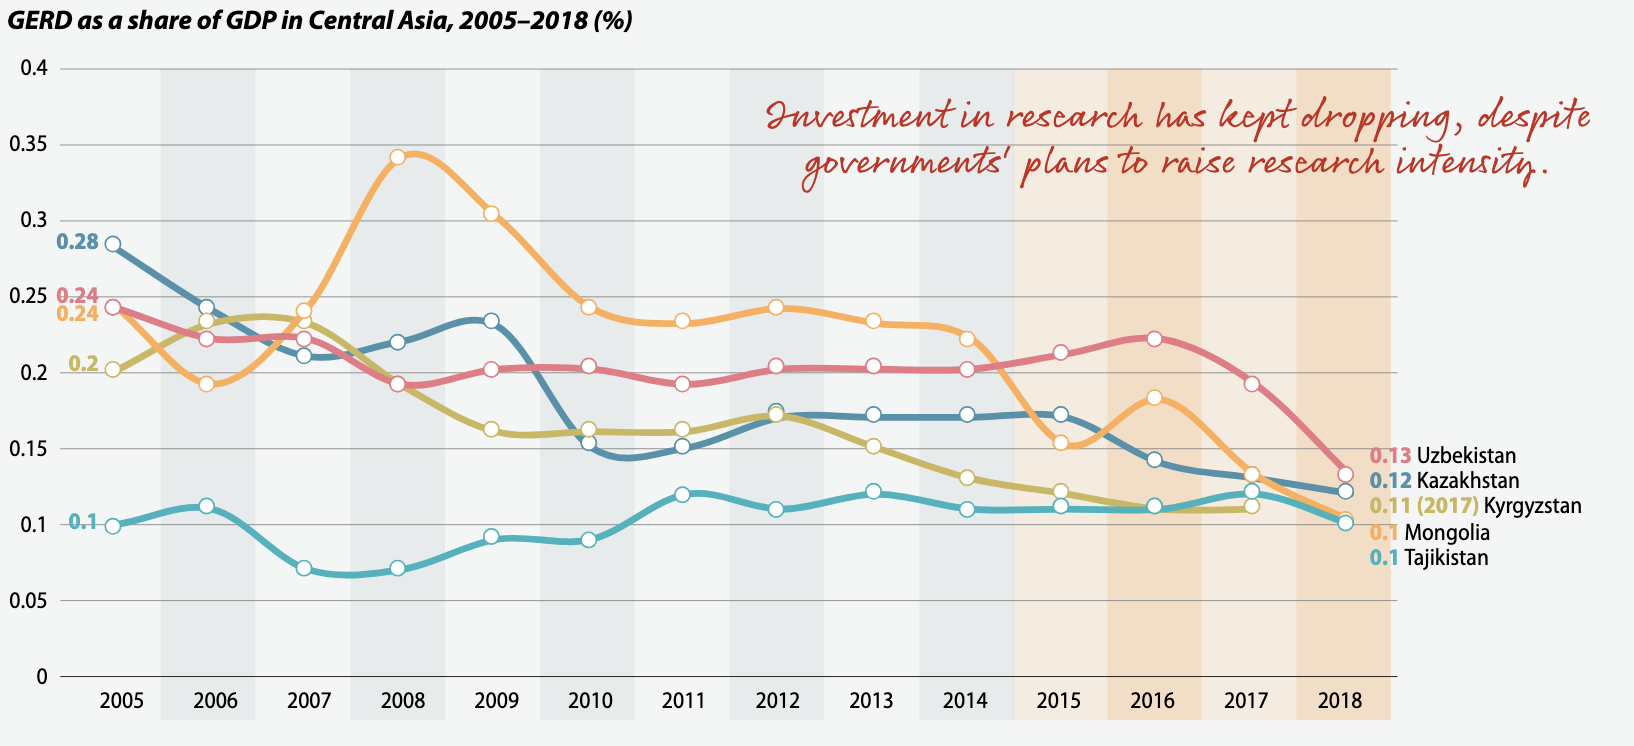 GERD as a share of GDP in Central Asia, 2005–2018 (%)
0.4
Investment in research has kept dropping, despite
governments' plans to raise research intensity.
0.35
0.3
0.28
0.25
0.24
0.24
0.2
0.2
0.15
0.13 Uzbekistan
0.12 Kazakhstan
0.11 (2017) Kyrgyzstan
0.1 Mongolia
0.1 Tajikistan
0.1
0.1
0.05
0
2005 2006 2007 2008 2009 2010 2011 2012 2013 2014 2015 2016 2017 2018